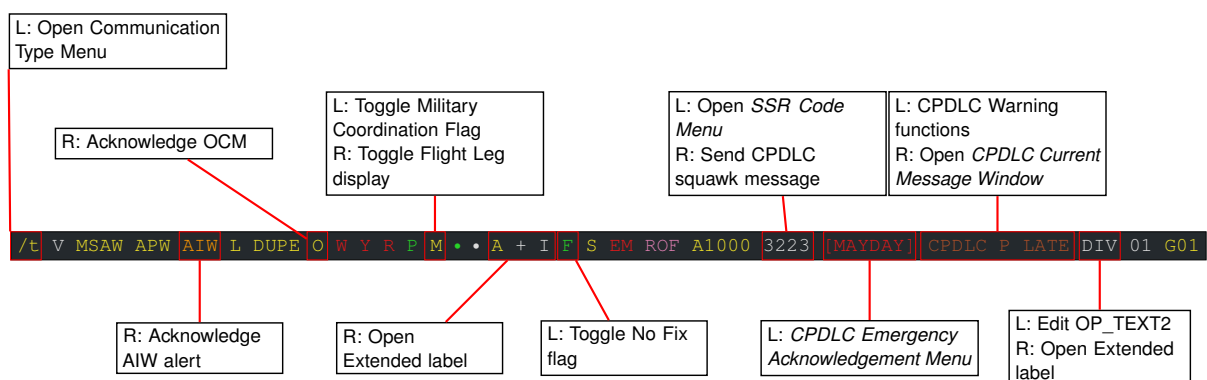 L: Open Communication
Type Menu
R: Acknowledge OCM
L: Toggle Military
Coordination Flag
R: Toggle Flight Leg
display
L: Open SSR Code
Menu
R: Send CPDLC
squawk message
L: CPDLC Warning
functions
R: Open CPDLC Current
Message Window
/t V MSAW APW AIW L DUPE O W Y R P M • • A + I F S EM ROF A1000 3223 [MAYDAY] CPDLC P LATE DIV 01 G01
R: Acknowledge
AIW alert
R: Open
Extended label
L: Toggle No Fix
flag
L: CPDLC Emergency
Acknowledgement Menu
L: Edit OP_TEXT2
R: Open Extended
label